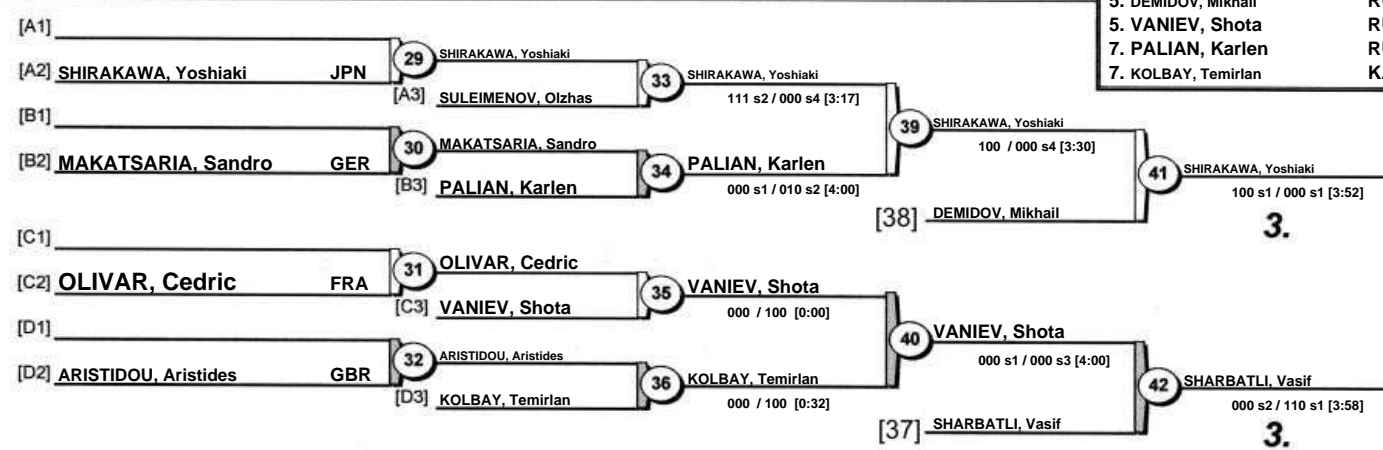 5. DEMIDOV, Mikhail
5. VANIEV, Shota
7. PALIAN, Karlen
7. KOLBAY, Temirlan
[A1]
[A2] SHIRAKAWA, Yoshiaki JPN
29
SHIRAKAWA, Yoshiaki
[A3] SULEIMENOV, Olzhas
33
SHIRAKAWA, Yoshiaki
111 s2 / 000 s4 [3:17]
[B1]
[B2] MAKATSARIA, Sandro GER
30
MAKATSARIA, Sandro
[B3] PALIAN, Karlen
34
PALIAN, Karlen
000 s1 / 010 s2 [4:00]
39
SHIRAKAWA, Yoshiaki
100 / 000 s4 [3:30]
[38] DEMIDOV, Mikhail
41
SHIRAKAWA, Yoshiaki
100 s1 / 000 s1 [3:52]
3.
[C1]
[C2] OLIVAR, Cedric FRA
31
OLIVAR, Cedric
[C3] VANIEV, Shota
35
VANIEV, Shota
000 / 100 [0:00]
[D1]
[D2] ARISTIDOU, Aristides GBR
32
ARISTIDOU, Aristides
[D3] KOLBAY, Temirlan
36
KOLBAY, Temirlan
000 / 100 [0:32]
40
VANIEV, Shota
000 s1 / 000 s3 [4:00]
[37] SHARBATLI, Vasif
42
SHARBATLI, Vasif
000 s2 / 110 s1 [3:58]
3.